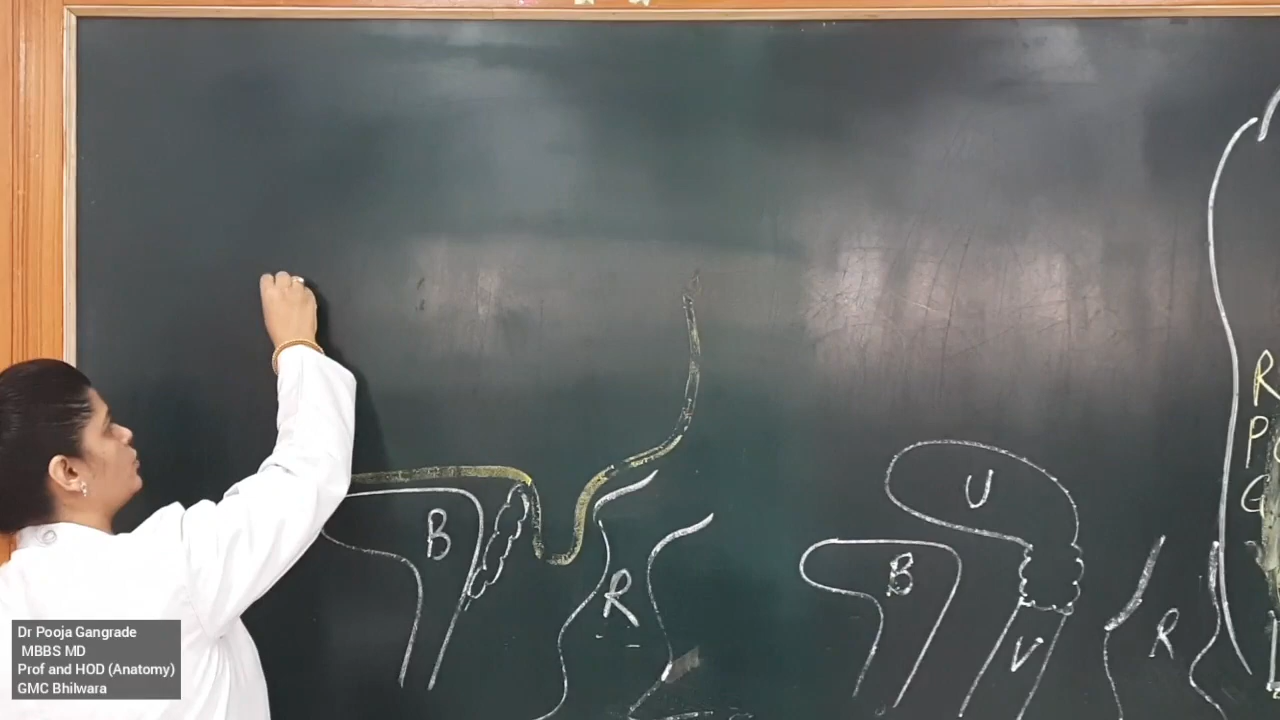 B
R
U
B
V
R
R
P
G
Dr Pooja Gangrade
MBBS MD
Prof and HOD (Anatomy)
GMC Bhilwara